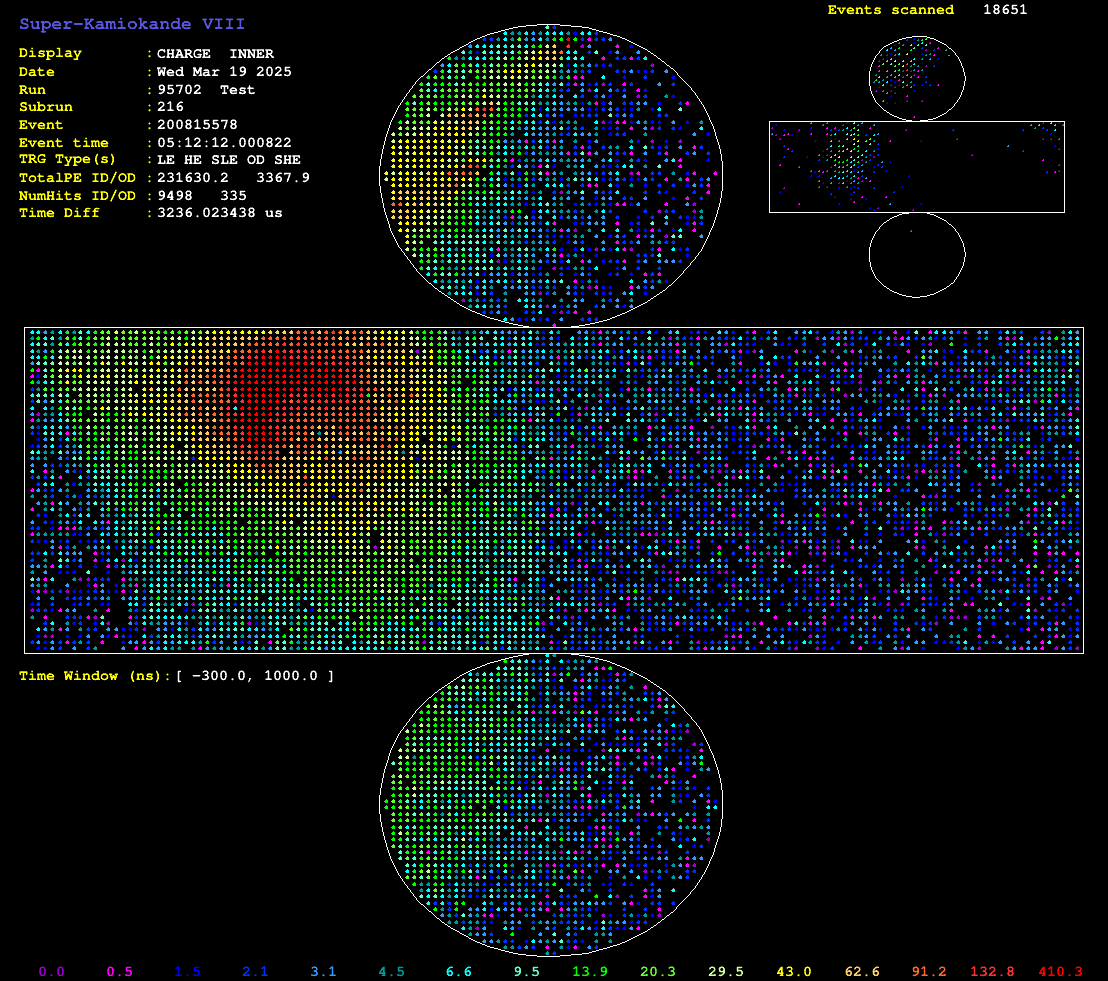 Super-Kamiokande VIII
Events scanned 18651
Display : CHARGE INNER
Date : Wed Mar 19 2025
Run : 95702 Test
Subrun : 216
Event : 200815578
Event time : 05:12:12.000822
TRG Type(s) : LE HE SLE OD SHE
TotalPE ID/OD : 231630.2 3367.9
NumHits ID/OD : 9498 335
Time Diff : 3236.023438 us
Time Window (ns): [ -300.0, 1000.0 ]
0.0 0.5 1.5 2.1 3.1 4.5 6.6 9.5 13.9 20.3 29.5 43.0 62.6 91.2 132.8 410.3